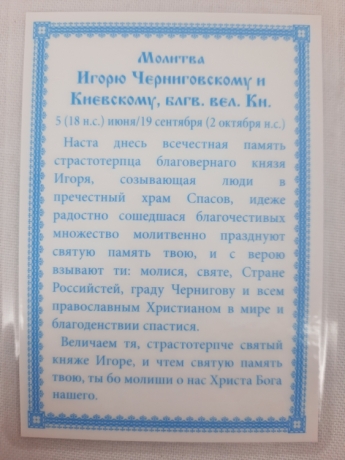 Молитва
Игорю Черниговскому и
Киевскому, блгв. вел. Кн.
5 (18 н.с.) июня/19 сентября (2 октября н.с.)
Наста днесь всечестная память
страстотерпца благовернаго князя
Игоря, созывающая люди в
пречестный храм Спасов, идеже
радостно сошедшася благочестивых
множество молитвенно празднуют
святую память твою, и с верою
взывают ти: молися, святе, Стране
Российстей, граду Чернигову и всем
православным Христианом в мире и
благоденствии спастися.
Величаем тя, страстотерпче святый
княже Игоре, и чтем святую память
твою, ты бо молиши о нас Христа Бога
нашего.